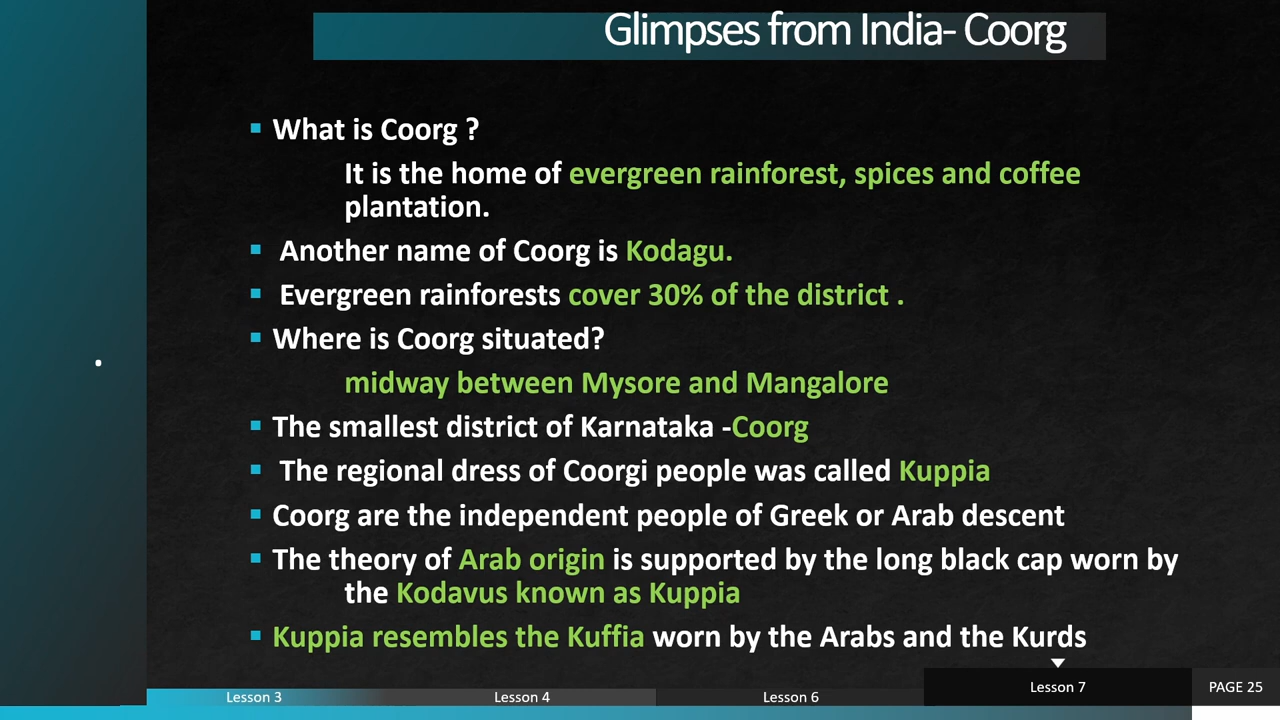 Glimpses from India- Coorg
What is Coorg ?
It is the home of evergreen rainforest, spices and coffee
plantation.
Another name of Coorg is Kodagu.
Evergreen rainforests cover 30% of the district .
Where is Coorg situated?
midway between Mysore and Mangalore
The smallest district of Karnataka -Coorg
The regional dress of Coorgi people was called Kuppia
Coorg are the independent people of Greek or Arab descent
The theory of Arab origin is supported by the long black cap worn by
the Kodavus known as Kuppia
Kuppia resembles the Kuffia worn by the Arabs and the Kurds
Lesson 3
Lesson 4
Lesson 6
Lesson 7
PAGE 25